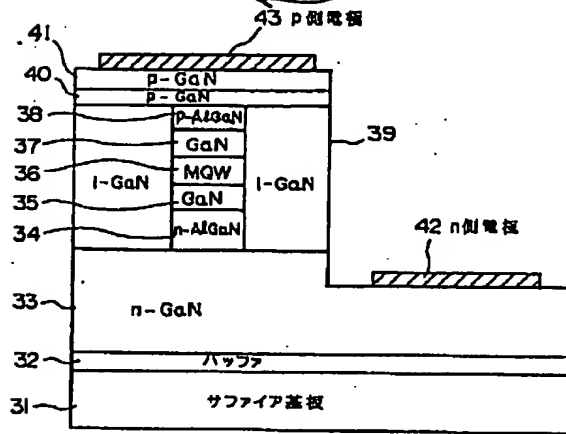 43 p側電極
41
p-GaN
40
p-GaN
38
p-AlGaN
39
37
GaN
36
MQW
i-GaN
i-GaN
35
GaN
34
n-AlGaN
42 n側電極
33
n-GaN
32
バッファ
31
サファイア基板